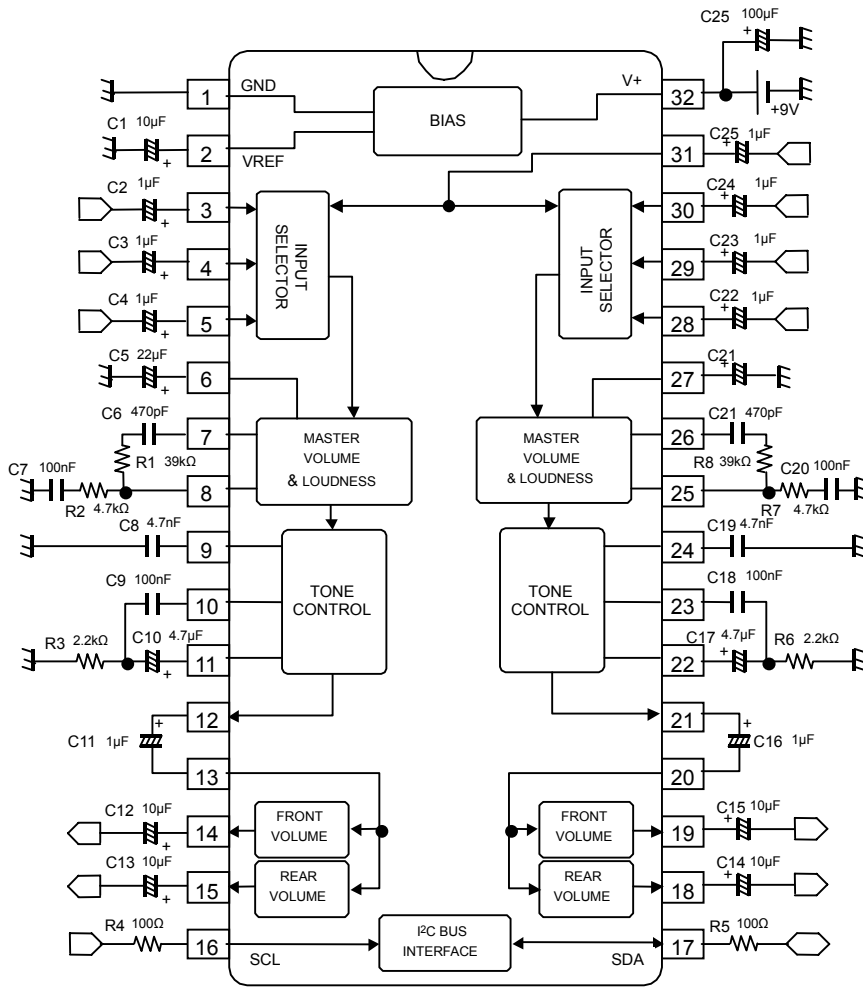 C25 100µF
+
GND
V+
1
32
BIAS
+9V
C1 10µF
C25 1µF
+
2
31
VREF
+
C2 1µF
C24 1µF
+
3
30
+
INPUT SELECTOR
INPUT SELECTOR
C3 1µF
C23 1µF
+
4
29
+
C4 1µF
C22 1µF
+
5
28
+
C5 22µF
C21
+
6
27
+
C6 470pF
C21 470pF
7
26
MASTER
VOLUME
& LOUDNESS
MASTER
VOLUME
& LOUDNESS
R1 39kΩ
R8 39kΩ
C7 100nF
C20 100nF
8
25
R2 4.7kΩ
R7 4.7kΩ
C8 4.7nF
C19 4.7nF
9
24
C9 100nF
C18 100nF
10
23
TONE
CONTROL
TONE
CONTROL
R3 2.2kΩ
C10 4.7µF
C17 4.7µF
R6 2.2kΩ
+
11
22
+
12
21
+
+
C11 1µF
C16 1µF
13
20
C12 10µF
C15 10µF
+
14
19
+
FRONT
VOLUME
FRONT
VOLUME
C13 10µF
C14 10µF
+
15
18
+
REAR
VOLUME
REAR
VOLUME
R4 100Ω
R5 100Ω
16
17
SCL
SDA
I²C BUS
INTERFACE